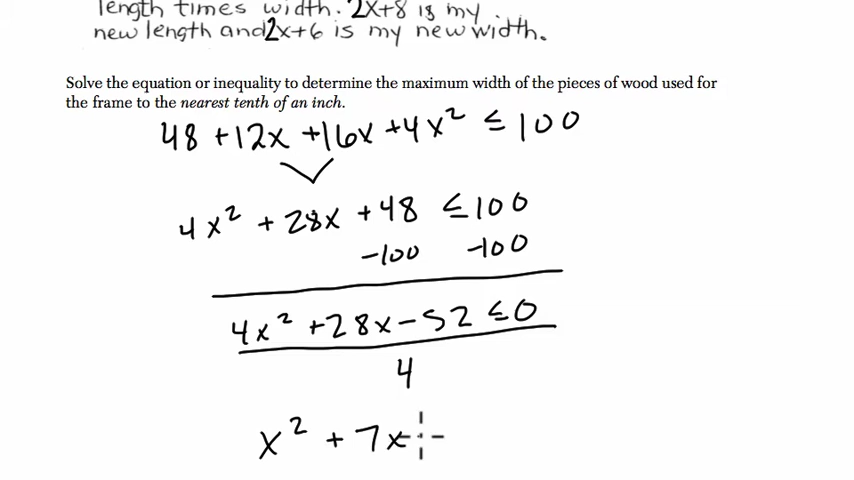 length times width. 2x+8 is my
new length and 2x+6 is my new width.
Solve the equation or inequality to determine the maximum width of the pieces of wood used for
the frame to the nearest tenth of an inch.
48 +12x +16x +4x² ≤ 100
4x² + 28x + 48 ≤ 100
-100 -100
4x² +28x - 52 ≤ 0
4
x² + 7x